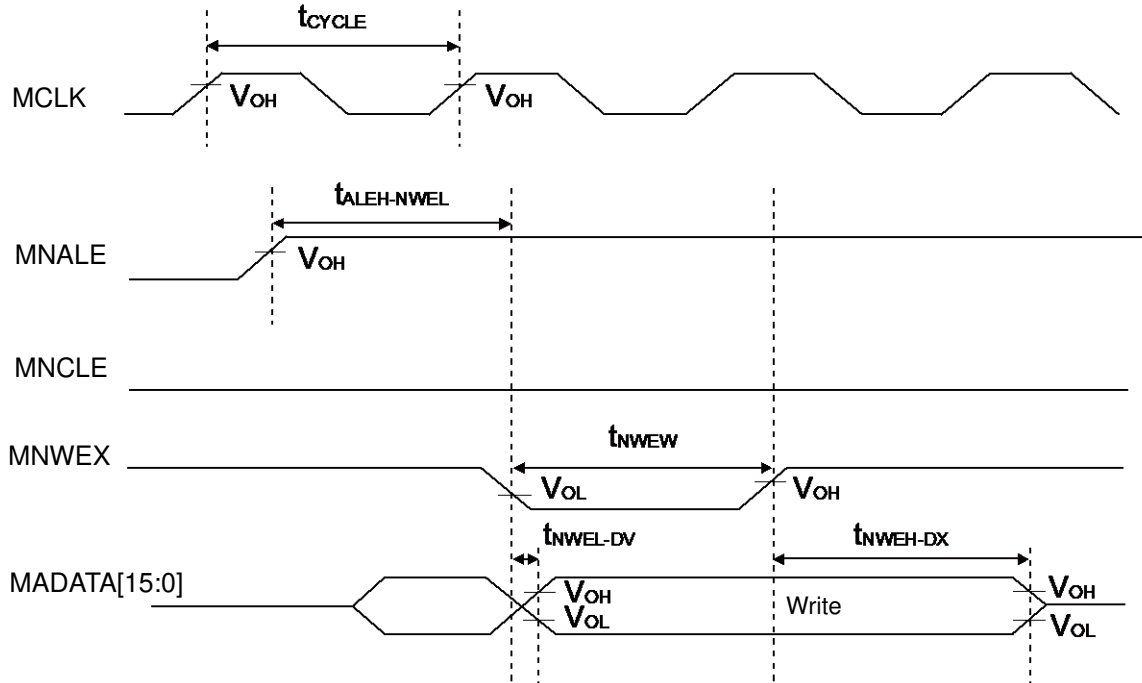 tCYCLE
MCLK
VOH
VOH
tALEH-NWEL
MNALE
VOH
MNCLE
MNWEX
tNWEW
VOL
VOH
tNWEL-DV
tNWEH-DX
MADATA[15:0]
VOH
Write
VOH
VOL
VOL